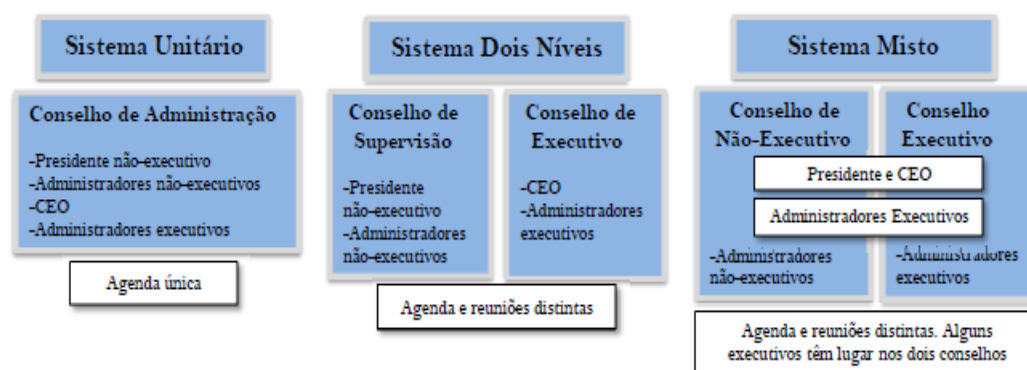 Sistema Unitário
Conselho de Administração
-Presidente não-executivo
-Administradores não-executivos
-CEO
-Administradores executivos
Agenda única
Sistema Dois Níveis
Conselho de
Supervisão
-Presidente
não-executivo
-Administradores
não-executivos
Conselho de
Executivo
-CEO
-Administradores
executivos
Agenda e reuniões distintas
Sistema Misto
Conselho de
Não-Executivo
Conselho
Executivo
Presidente e CEO
Administradores Executivos
-Administradores
não-executivos
-Administradores
executivos
Agenda e reuniões distintas. Alguns
executivos têm lugar nos dois conselhos